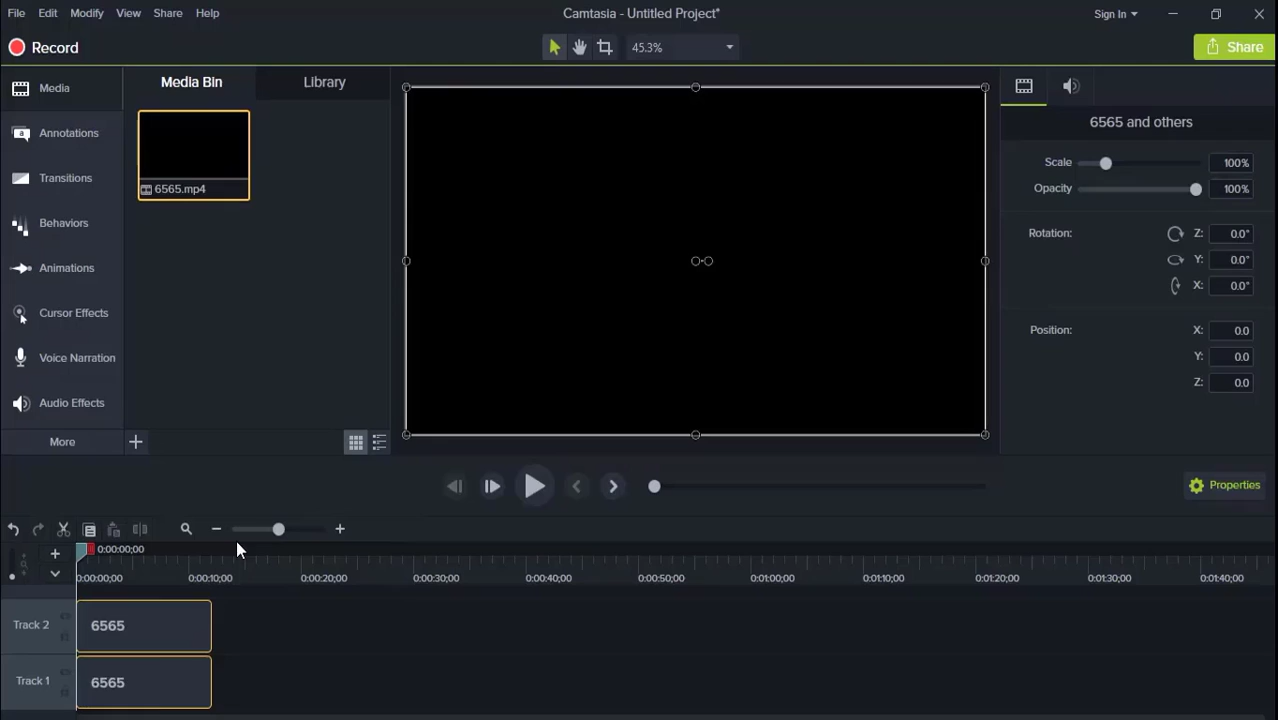 File Edit Modify View Share Help
Camtasia - Untitled Project*
Sign In
Record
45.3%
Share
Media
Annotations
Transitions
Behaviors
Animations
Cursor Effects
Voice Narration
Audio Effects
More
Media Bin Library
6565.mp4
6565 and others
Scale 100%
Opacity 100%
Rotation: Z: 0.0°
Y: 0.0°
X: 0.0°
Position: X: 0.0
Y: 0.0
Z: 0.0
Properties
0:00:00;00
0:00:00;00 0:00:10;00 0:00:20;00 0:00:30;00 0:00:40;00 0:00:50;00 0:01:00;00 0:01:10;00 0:01:20;00 0:01:30;00 0:01:40;00
Track 2 6565
Track 1 6565